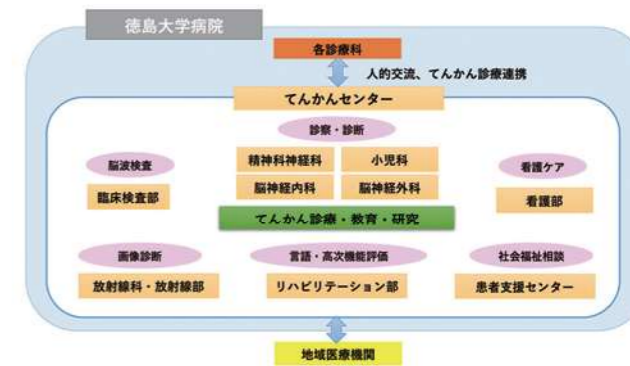 徳島大学病院
各診療科
人的交流、てんかん診療連携
てんかんセンター
診察・診断
精神科神経科
小児科
脳神経内科
脳神経外科
脳波検査
臨床検査部
看護ケア
看護部
てんかん診療・教育・研究
画像診断
放射線科・放射線部
言語・高次機能評価
リハビリテーション部
社会福祉相談
患者支援センター
地域医療機関